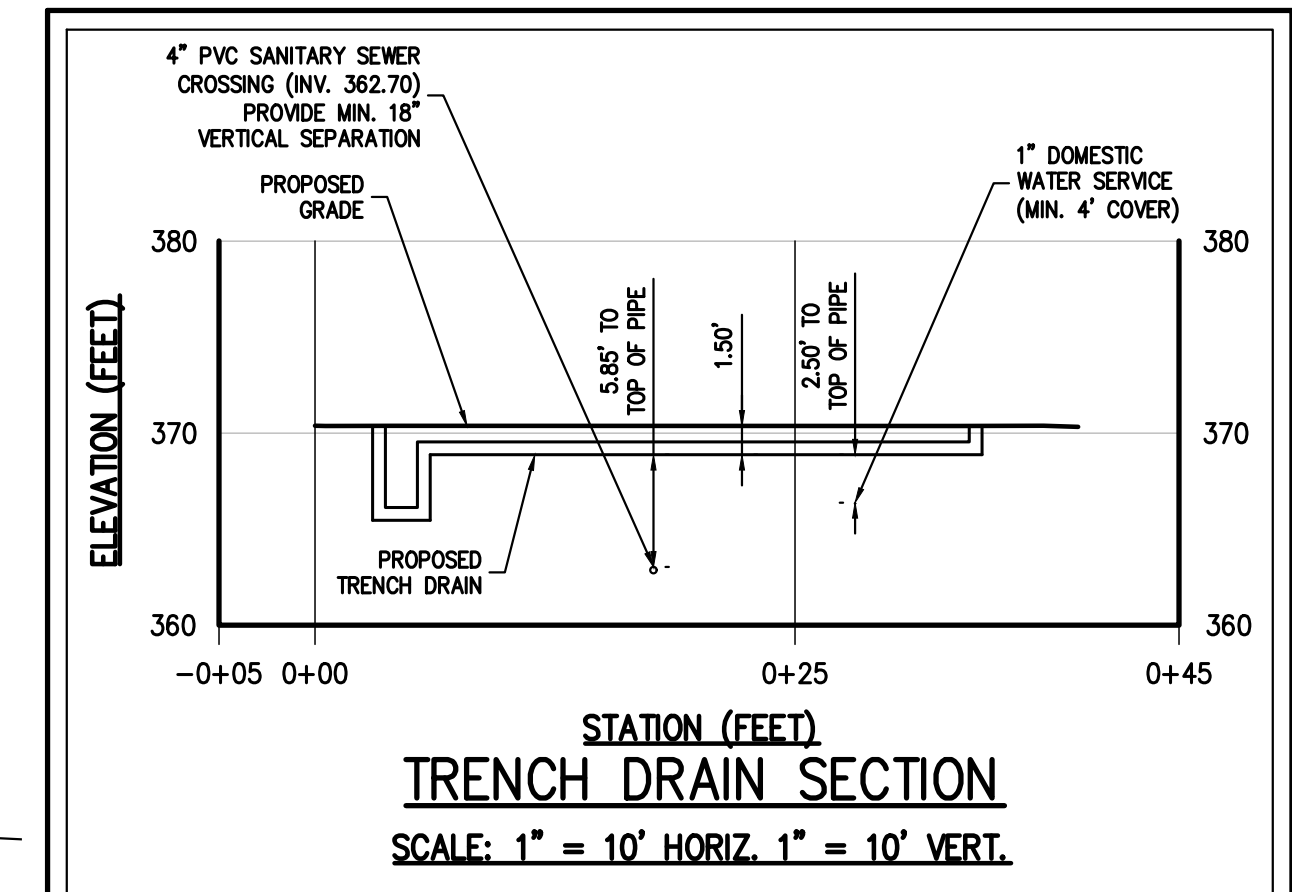 4" PVC SANITARY SEWER
CROSSING (INV. 362.70)
PROVIDE MIN. 18"
VERTICAL SEPARATION
PROPOSED
GRADE
1" DOMESTIC
WATER SERVICE
(MIN. 4' COVER)
380
380
ELEVATION (FEET)
5.85' TO
TOP OF PIPE
1.50'
2.50' TO
TOP OF PIPE
370
370
PROPOSED
TRENCH DRAIN
360
360
-0+05 0+00 0+25 0+45
STATION (FEET)
TRENCH DRAIN SECTION
SCALE: 1" = 10' HORIZ. 1" = 10' VERT.